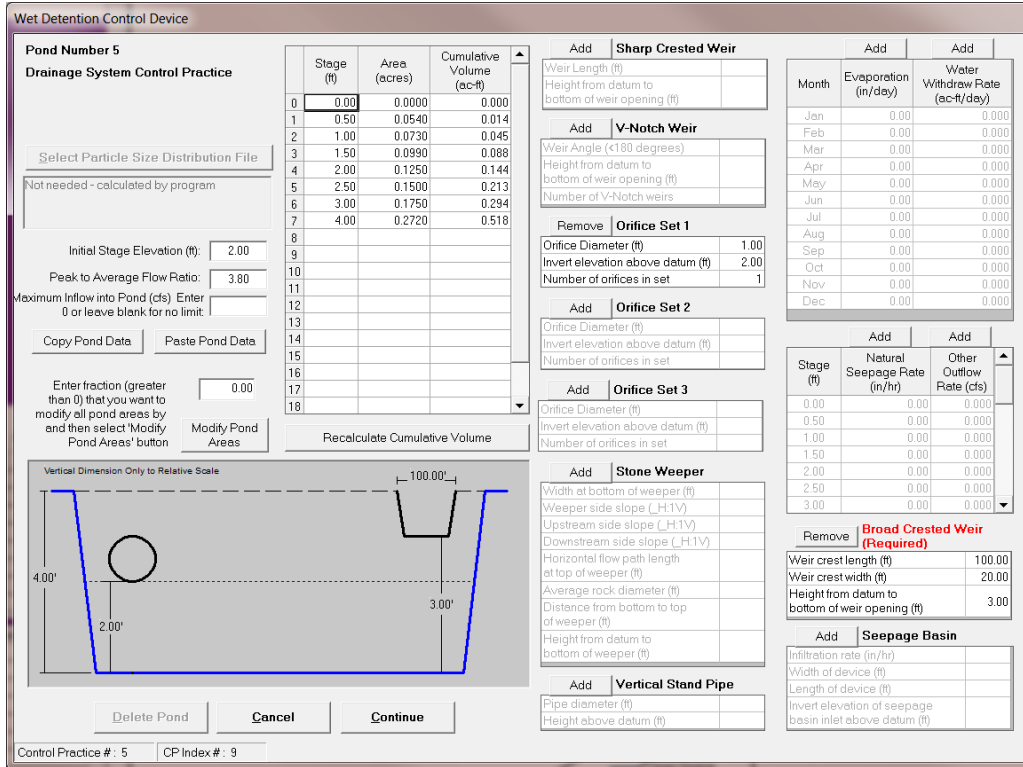 Wet Detention Control Device
Pond Number 5
Drainage System Control Practice
Select Particle Size Distribution File
Not needed - calculated by program
Initial Stage Elevation (ft): 2.00
Peak to Average Flow Ratio: 3.80
Maximum Inflow into Pond (cfs) Enter
0 or leave blank for no limit:
Copy Pond Data Paste Pond Data
Enter fraction (greater
than 0) that you want to
modify all pond areas by
and then select 'Modify
Pond Areas' button
0.00
Modify Pond
Areas
Stage
(ft)
Area
(acres)
Cumulative
Volume
(ac-ft)
0 0.00 0.0000 0.000
1 0.50 0.0540 0.014
2 1.00 0.0730 0.045
3 1.50 0.0990 0.088
4 2.00 0.1250 0.144
5 2.50 0.1500 0.213
6 3.00 0.1750 0.294
7 4.00 0.2720 0.518
8
9
10
11
12
13
14
15
16
17
18
Recalculate Cumulative Volume
Vertical Dimension Only to Relative Scale
100.00'
4.00'
2.00'
3.00'
Delete Pond Cancel Continue
Control Practice # : 5 CP Index # : 9
Add Sharp Crested Weir
Weir Length (ft)
Height from datum to
bottom of weir opening (ft)
Add V-Notch Weir
Weir Angle (<180 degrees)
Height from datum to
bottom of weir opening (ft)
Number of V-Notch weirs
Remove Orifice Set 1
Orifice Diameter (ft) 1.00
Invert elevation above datum (ft) 2.00
Number of orifices in set 1
Add Orifice Set 2
Orifice Diameter (ft)
Invert elevation above datum (ft)
Number of orifices in set
Add Orifice Set 3
Orifice Diameter (ft)
Invert elevation above datum (ft)
Number of orifices in set
Add Stone Weeper
Width at bottom of weeper (ft)
Weeper side slope (_H:1V)
Upstream side slope (_H:1V)
Downstream side slope (_H:1V)
Horizontal flow path length
at top of weeper (ft)
Average rock diameter (ft)
Distance from bottom to top
of weeper (ft)
Height from datum to
bottom of weeper (ft)
Add Vertical Stand Pipe
Pipe diameter (ft)
Height above datum (ft)
Add Add
Month
Evaporation
(in/day)
Water
Withdraw Rate
(ac-ft/day)
Jan 0.00 0.000
Feb 0.00 0.000
Mar 0.00 0.000
Apr 0.00 0.000
May 0.00 0.000
Jun 0.00 0.000
Jul 0.00 0.000
Aug 0.00 0.000
Sep 0.00 0.000
Oct 0.00 0.000
Nov 0.00 0.000
Dec 0.00 0.000
Add Add
Stage
(ft)
Natural
Seepage Rate
(in/hr)
Other
Outflow
Rate (cfs)
0.00 0.00 0.000
0.50 0.00 0.000
1.00 0.00 0.000
1.50 0.00 0.000
2.00 0.00 0.000
2.50 0.00 0.000
3.00 0.00 0.000
Remove Broad Crested Weir
(Required)
Weir crest length (ft) 100.00
Weir crest width (ft) 20.00
Height from datum to
bottom of weir opening (ft) 3.00
Add Seepage Basin
Infiltration rate (in/hr)
Width of device (ft)
Length of device (ft)
Invert elevation of seepage
basin inlet above datum (ft)